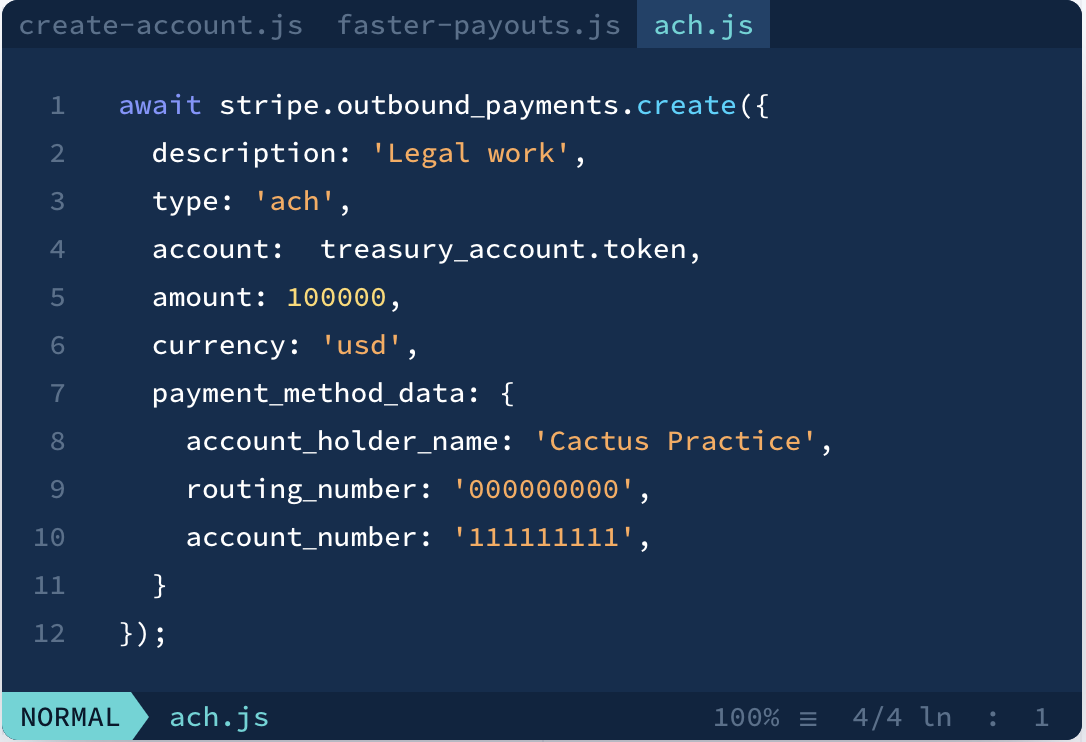 create-account.js faster-payouts.js ach.js
1 await stripe.outbound_payments.create({
2 description: 'Legal work',
3 type: 'ach',
4 account:  treasury_account.token,
5 amount: 100000,
6 currency: 'usd',
7 payment_method_data: {
8 account_holder_name: 'Cactus Practice',
9 routing_number: '000000000',
10 account_number: '111111111',
11 }
12 });
NORMAL ach.js 100% ≡ 4/4 ln : 1